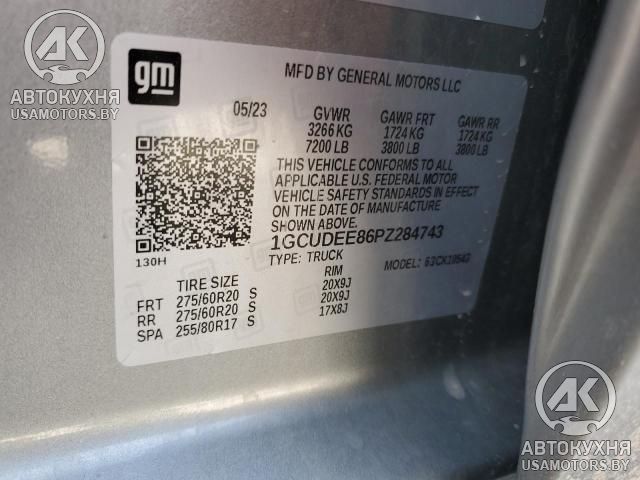 АК
АВТОКУХНЯ
USAMOTORS.BY
gm
MFD BY GENERAL MOTORS LLC
05/23 GVWR GAWR FRT GAWR RR
3266 KG 1724 KG 1724 KG
7200 LB 3800 LB 3800 LB
THIS VEHICLE CONFORMS TO ALL
APPLICABLE U.S. FEDERAL MOTOR
VEHICLE SAFETY STANDARDS IN EFFECT
ON THE DATE OF MANUFACTURE
SHOWN ABOVE.
1GCUDEE86PZ284743
TYPE: TRUCK MODEL:
130H
TIRE SIZE RIM
FRT 275/60R20 S 20X9J
RR 275/60R20 S 20X9J
SPA 255/80R17 S 17X8J
АК
АВТОКУХНЯ
USAMOTORS.BY